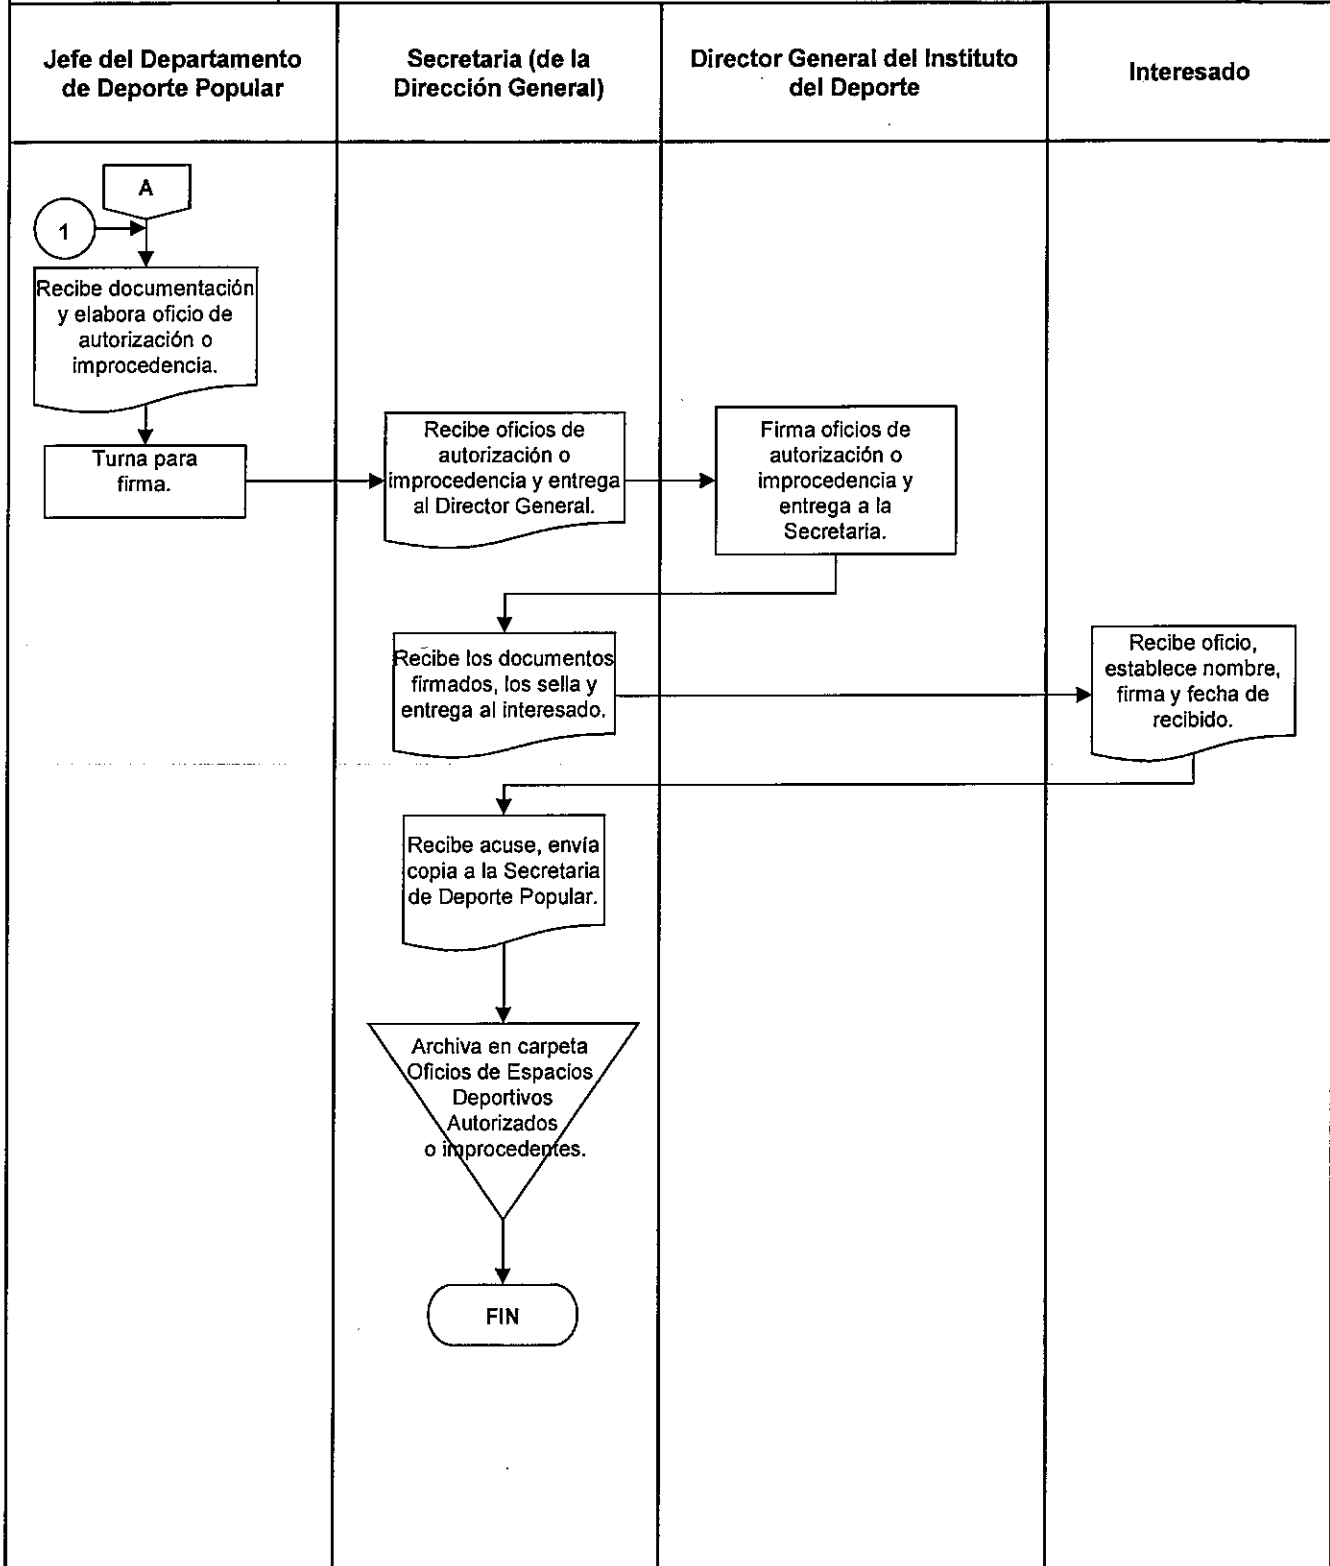 Jefe del Departamento
de Deporte Popular
Secretaria (de la
Dirección General)
Director General del Instituto
del Deporte
Interesado
A
1
Recibe documentación
y elabora oficio de
autorización o
improcedencia.
Turna para
firma.
Recibe oficios de
autorización o
improcedencia y entrega
al Director General.
Firma oficios de
autorización o
improcedencia y
entrega a la
Secretaria.
Recibe los documentos
firmados, los sella y
entrega al interesado.
Recibe oficio,
establece nombre,
firma y fecha de
recibido.
Recibe acuse, envía
copia a la Secretaria
de Deporte Popular.
Archiva en carpeta
Oficios de Espacios
Deportivos
Autorizados
o improcedentes.
FIN